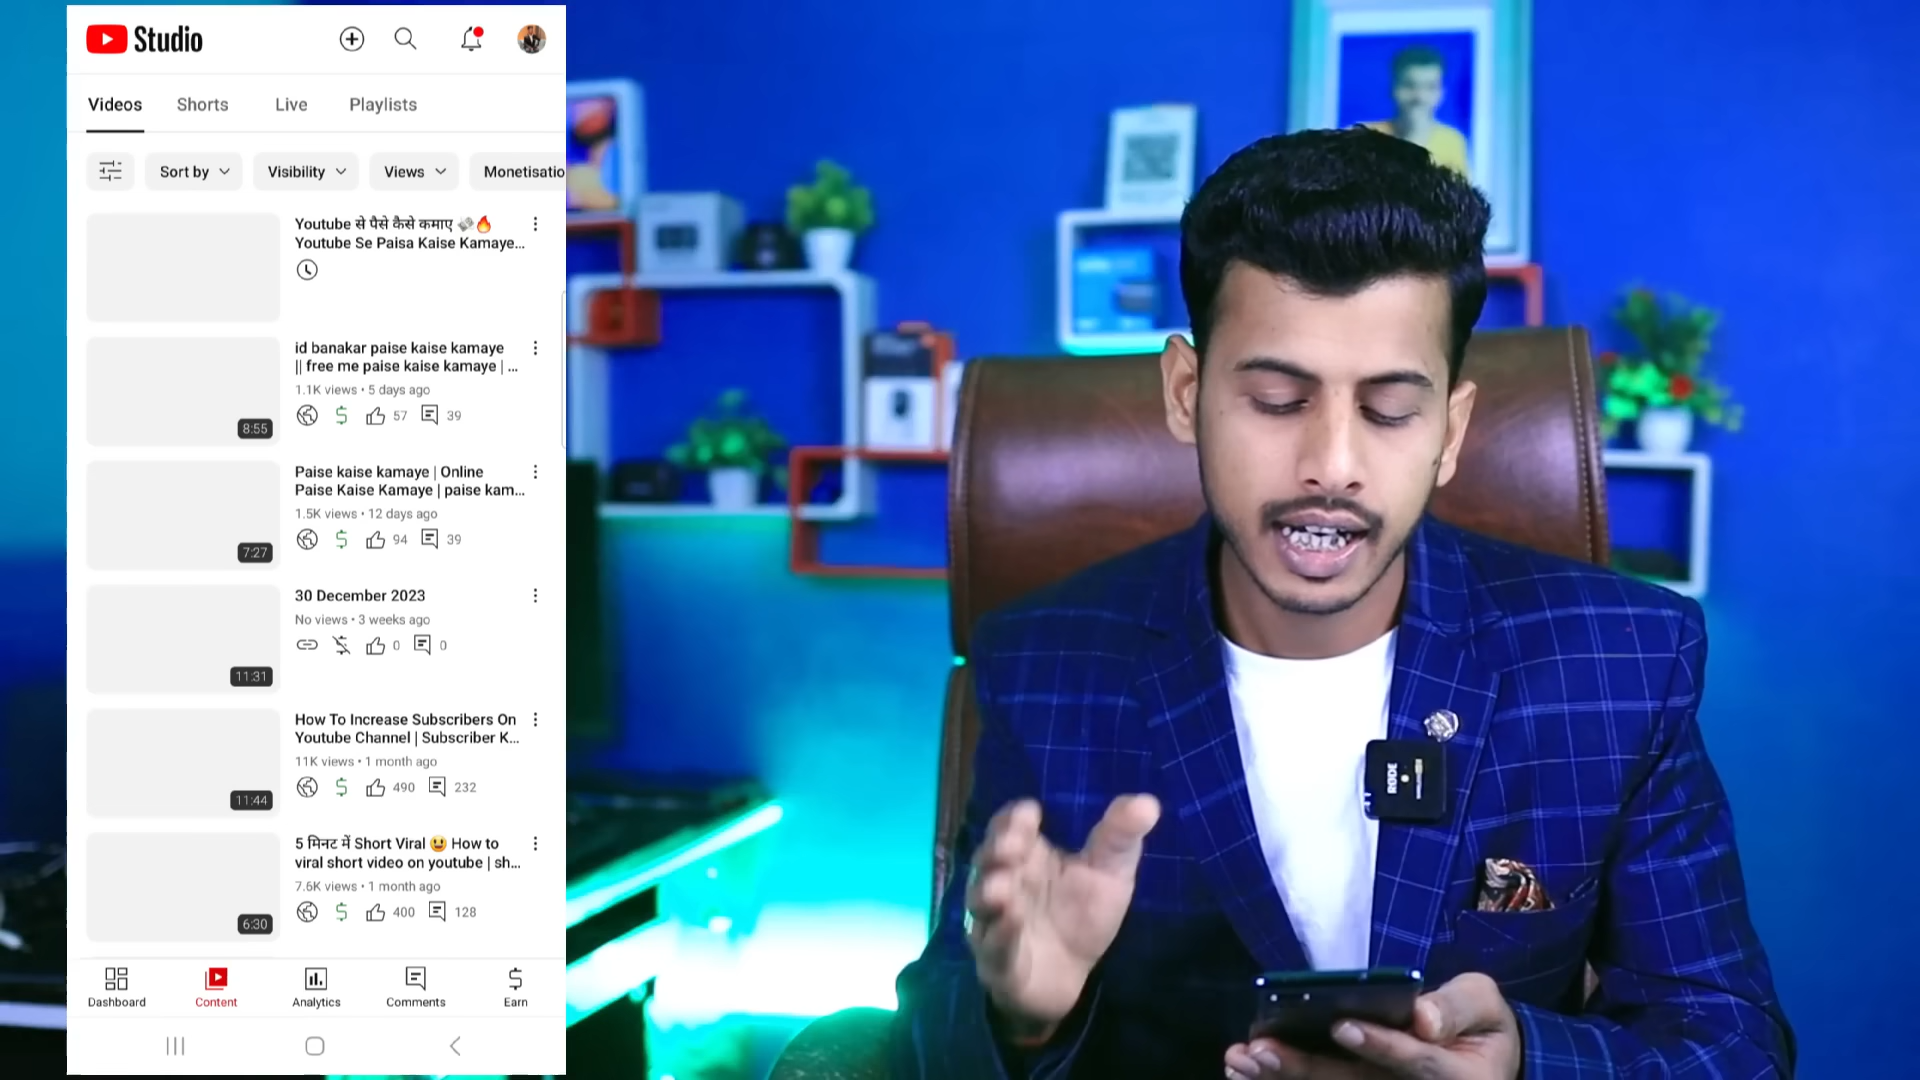 Studio
Videos Shorts Live Playlists
Sort by Visibility Views Monetisatio
Youtube से पैसे कैसे कमाए 💸🔥
Youtube Se Paisa Kaise Kamaye...
id banakar paise kaise kamaye
|| free me paise kaise kamaye | ...
1.1K views • 5 days ago
57 39
8:55
Paise kaise kamaye | Online
Paise Kaise Kamaye | paise kam...
1.5K views • 12 days ago
94 39
7:27
30 December 2023
No views • 3 weeks ago
0 0
11:31
How To Increase Subscribers On
Youtube Channel | Subscriber K...
11K views • 1 month ago
490 232
11:44
5 मिनट में Short Viral 😃 How to
viral short video on youtube | sh...
7.6K views • 1 month ago
400 128
6:30
Dashboard Content Analytics Comments Earn
RODE